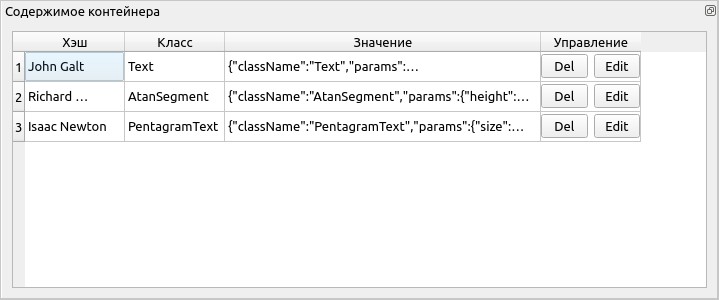 Содержимое контейнера
Хэш Класс Значение Управление
1 John Galt Text {"className":"Text","params":... Del Edit
2 Richard ... AtanSegment {"className":"AtanSegment","params":{"height":... Del Edit
3 Isaac Newton PentagramText {"className":"PentagramText","params":{"size":... Del Edit